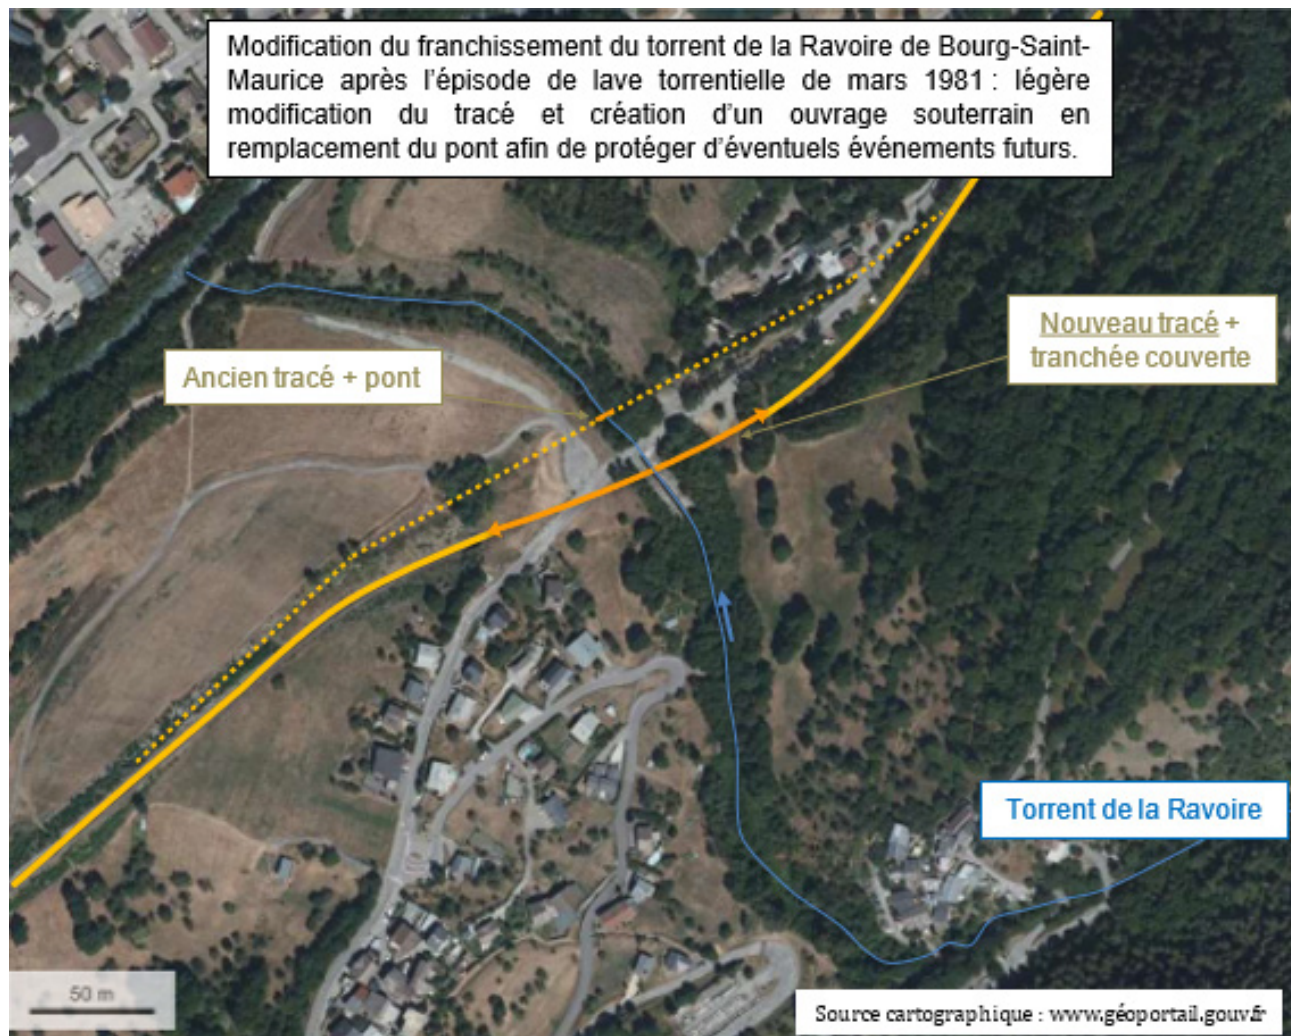 Modification du franchissement du torrent de la Ravoire de Bourg-Saint-
Maurice après l'épisode de lave torrentielle de mars 1981 : légère
modification du tracé et création d'un ouvrage souterrain en
remplacement du pont afin de protéger d'éventuels événements futurs.
Nouveau tracé +
tranchée couverte
Ancien tracé + pont
Torrent de la Ravoire
50 m
Source cartographique : www.géoportail.gouv.fr